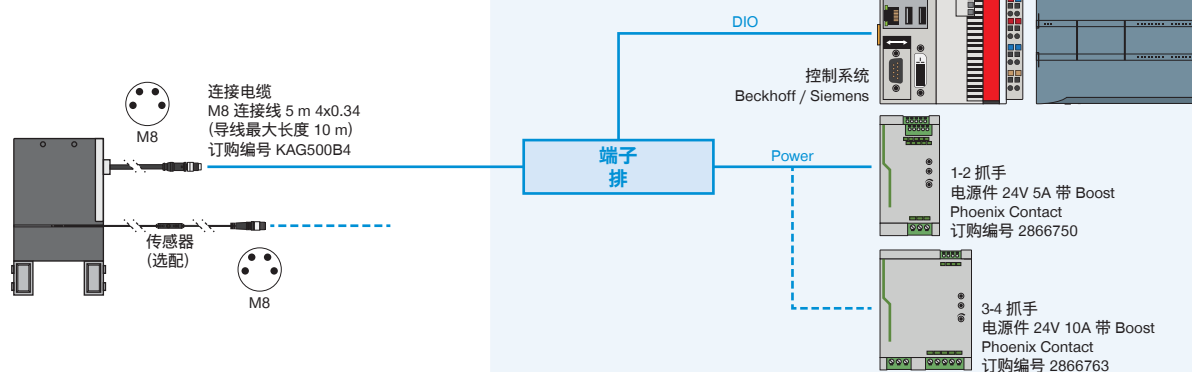 DIO
控制系统
Beckhoff / Siemens
连接电缆
M8 连接线 5 m 4x0.34
(导线最大长度 10 m)
订购编号 KAG500B4
M8
端子
排
Power
1-2 抓手
电源件 24V 5A 带 Boost
Phoenix Contact
订购编号 2866750
传感器
(选配)
M8
3-4 抓手
电源件 24V 10A 带 Boost
Phoenix Contact
订购编号 2866763